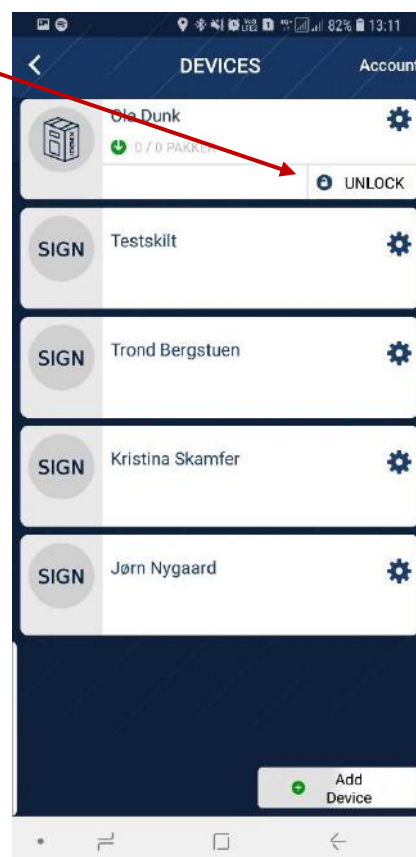 82% 13:11
DEVICES
Account
Ola Dunk
0 / 0 PAKKER
UNLOCK
SIGN
Testskilt
SIGN
Trond Bergstuen
SIGN
Kristina Skamfer
SIGN
Jørn Nygaard
Add
Device